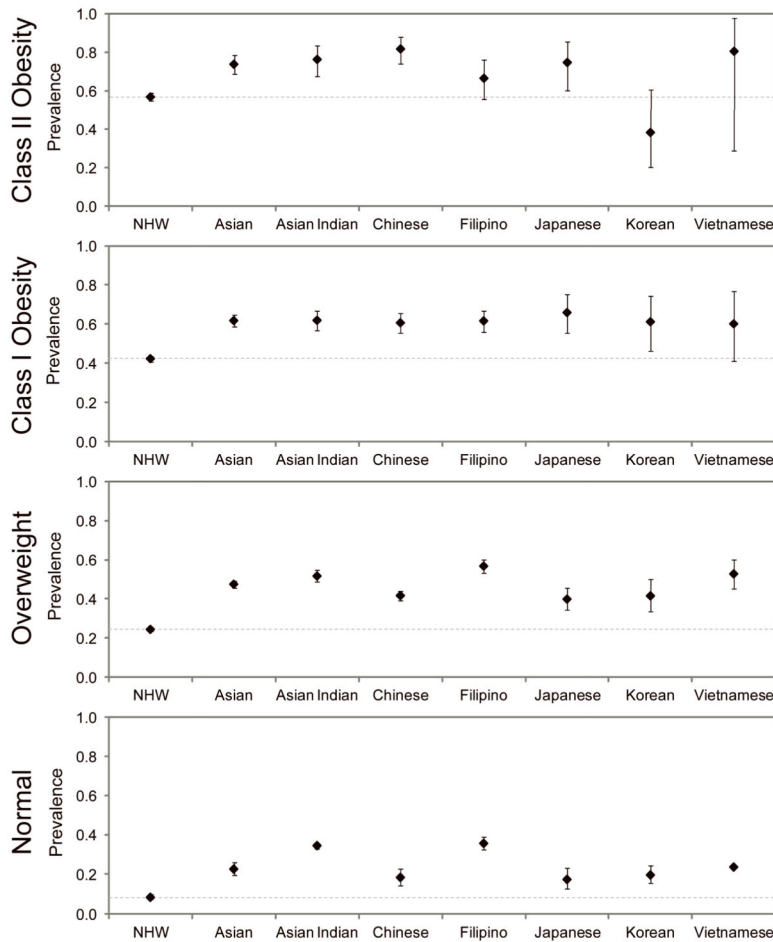 Class II Obesity
Prevalence
1.0
0.8
0.6
0.4
0.2
0.0
NHW Asian Asian Indian Chinese Filipino Japanese Korean Vietnamese
Class I Obesity
Prevalence
1.0
0.8
0.6
0.4
0.2
0.0
NHW Asian Asian Indian Chinese Filipino Japanese Korean Vietnamese
Overweight
Prevalence
1.0
0.8
0.6
0.4
0.2
0.0
NHW Asian Asian Indian Chinese Filipino Japanese Korean Vietnamese
Normal
Prevalence
1.0
0.8
0.6
0.4
0.2
0.0
NHW Asian Asian Indian Chinese Filipino Japanese Korean Vietnamese